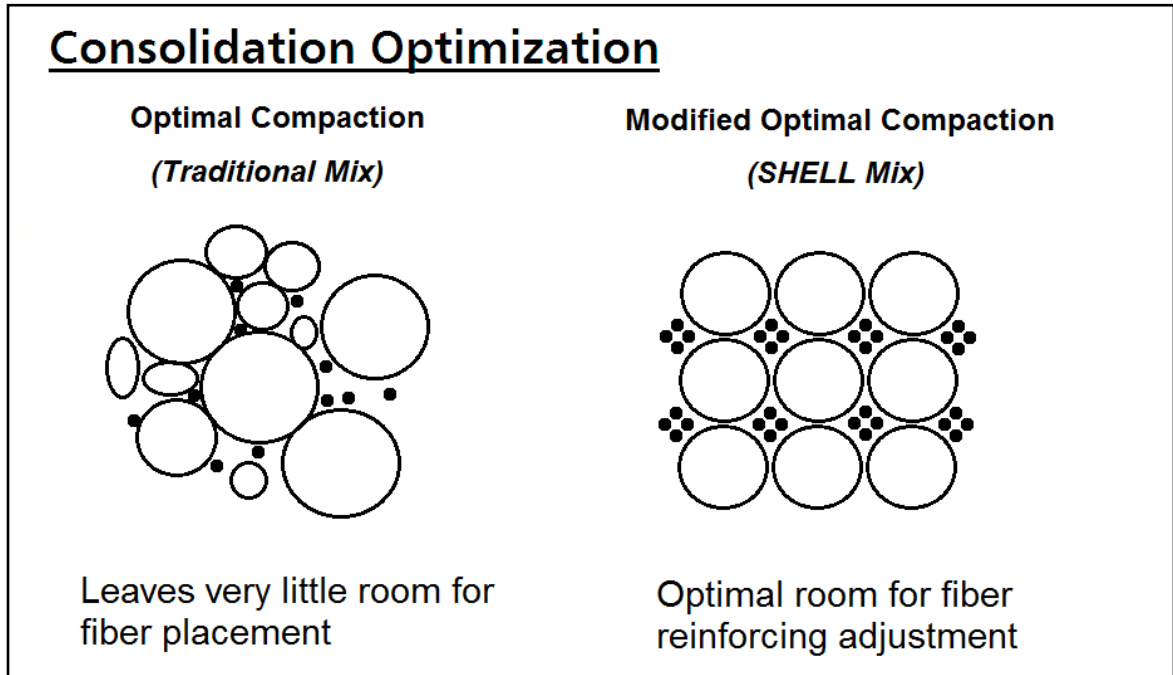 Consolidation Optimization
Optimal Compaction
(Traditional Mix)
Leaves very little room for
fiber placement
Modified Optimal Compaction
(SHELL Mix)
Optimal room for fiber
reinforcing adjustment